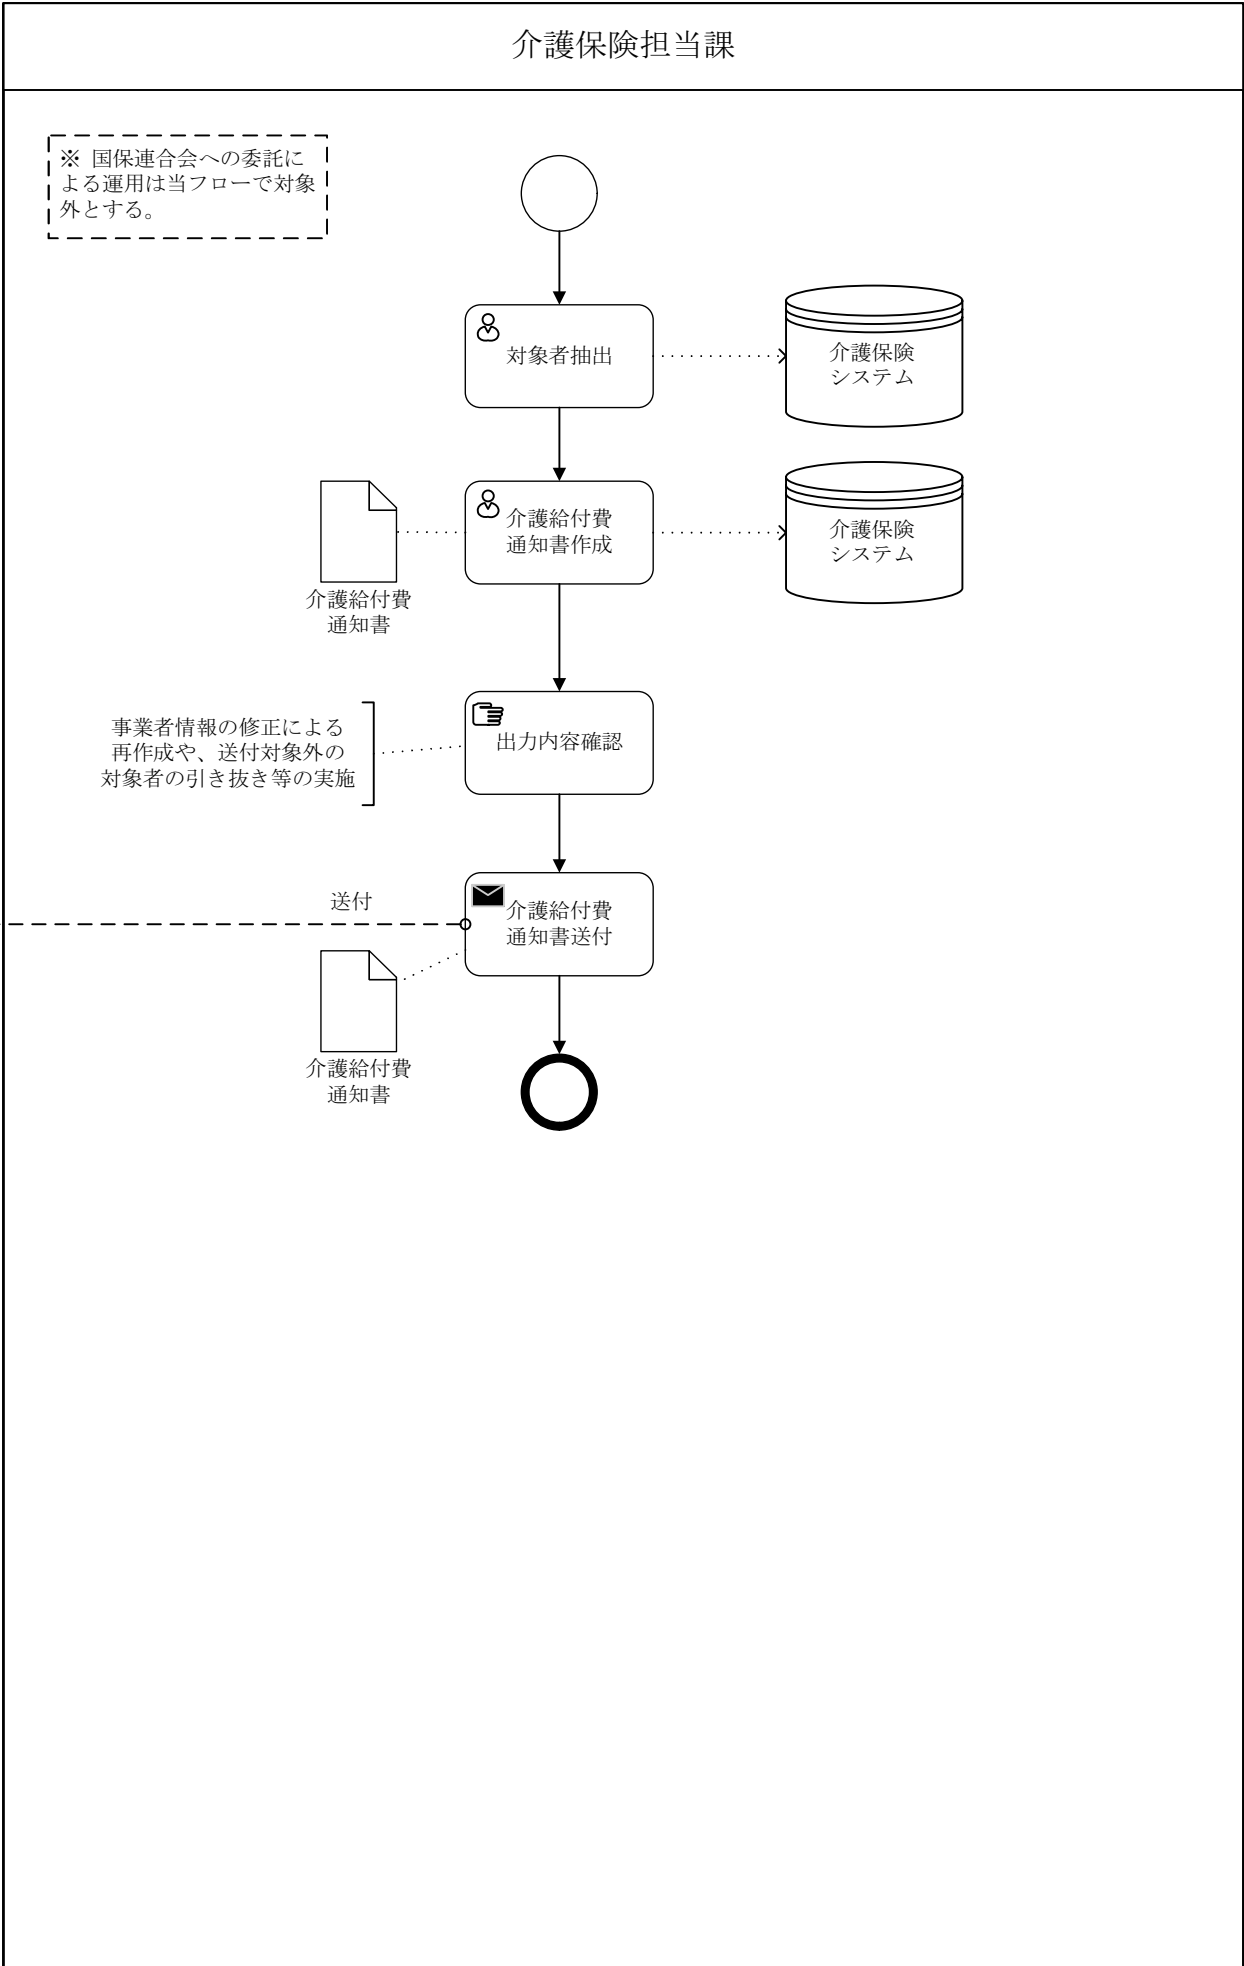 介護保険担当課
※ 国保連合会への委託に
よる運用は当フローで対象
外とする。
対象者抽出
介護保険
システム
介護給付費
通知書作成
介護保険
システム
介護給付費
通知書
事業者情報の修正による
再作成や、送付対象外の
対象者の引き抜き等の実施
出力内容確認
送付
介護給付費
通知書送付
介護給付費
通知書